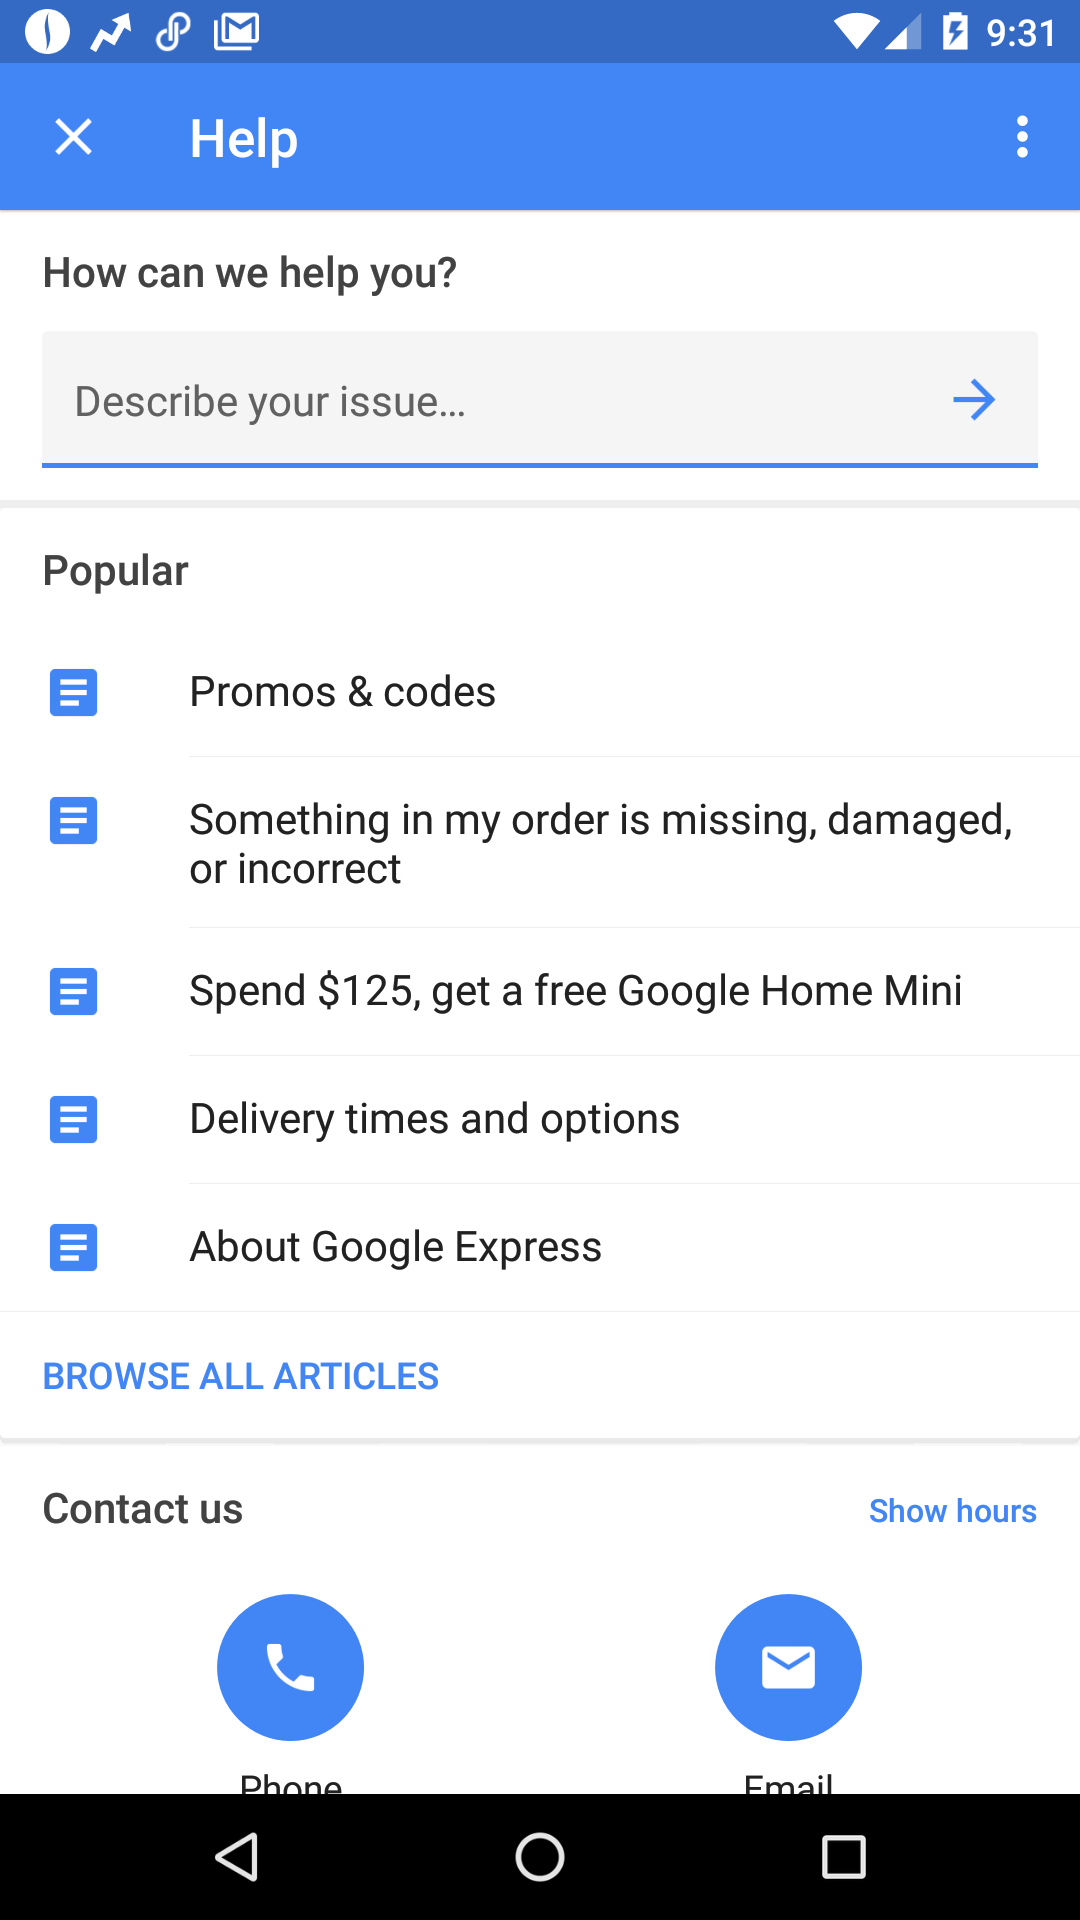 9:31
Help
How can we help you?
Describe your issue...
Popular
Promos & codes
Something in my order is missing, damaged,
or incorrect
Spend $125, get a free Google Home Mini
Delivery times and options
About Google Express
BROWSE ALL ARTICLES
Contact us
Show hours
Phone
Email